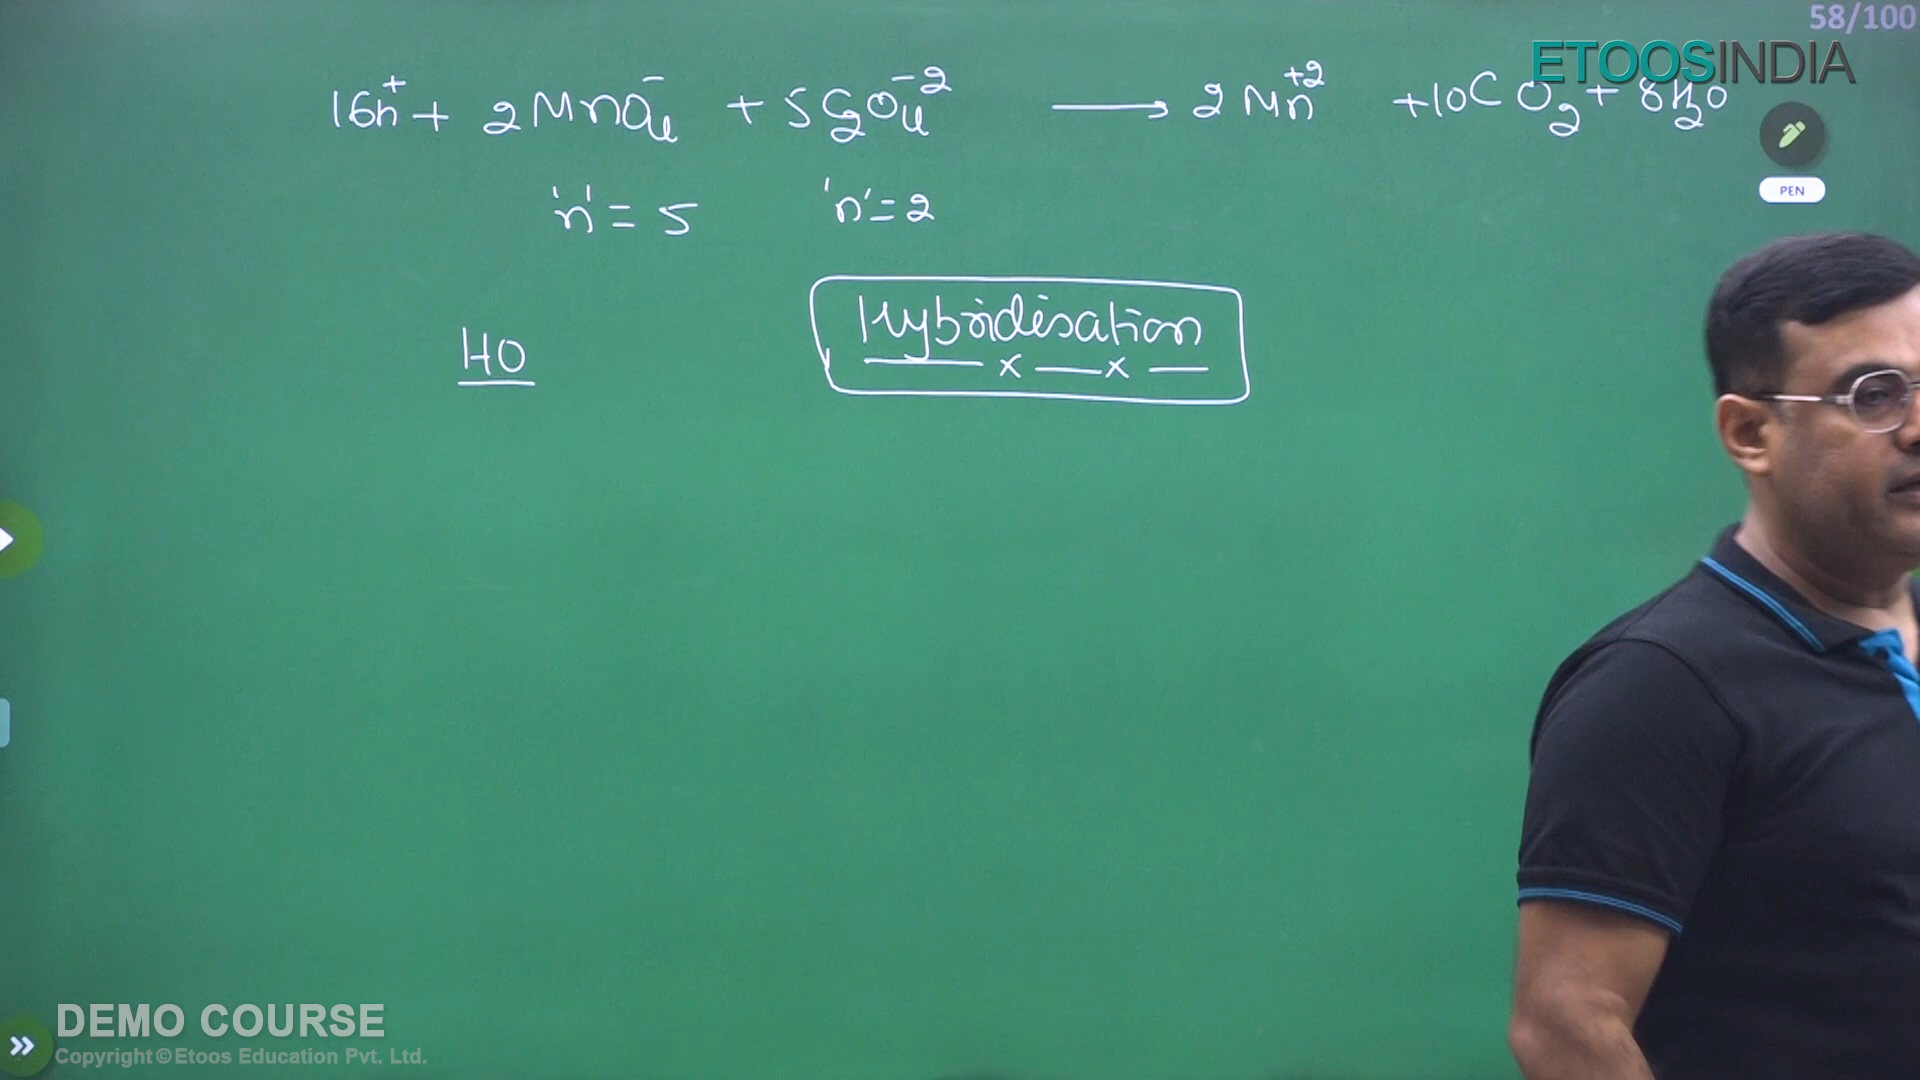 58/100
ETOOSINDIA
16H⁺ + 2MnO₄⁻ + 5C₂O₄⁻² ⟶ 2Mn⁺² + 10CO₂ + 8H₂O
PEN
'n' = 5 'n' = 2
Hybridisation
HO
DEMO COURSE
Copyright©Etoos Education Pvt. Ltd.